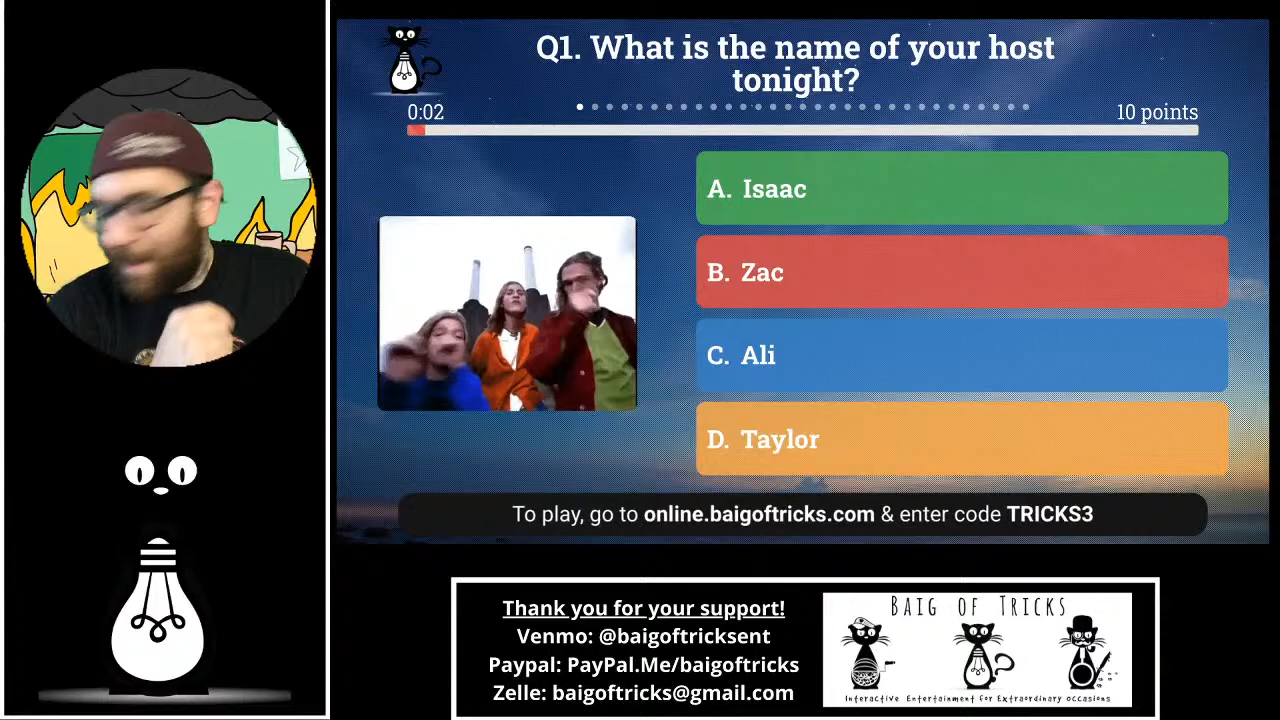 Q1. What is the name of your host
tonight?
0:02
10 points
A. Isaac
B. Zac
C. Ali
D. Taylor
To play, go to online.baigoftricks.com & enter code TRICKS3
Thank you for your support!
Venmo: @baigoftricksent
Paypal: PayPal.Me/baigoftricks
Zelle: baigoftricks@gmail.com
BAIG OF TRICKS
Interactive Entertainment for Extraordinary occasions